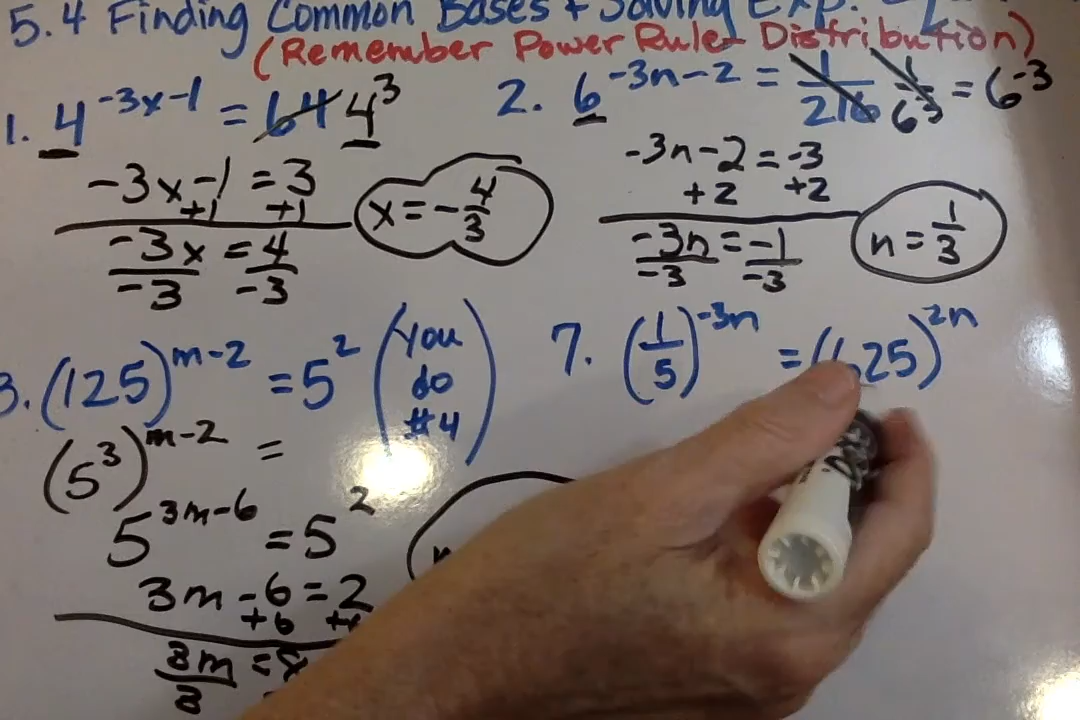 5.4 Finding Common Bases + Solving Exp.
(Remember Power Rule Distribution)
1. 4^{-3x-1} = 64 4^3
-3x-1 = 3
+1 +1
-3x = 4
-3 -3
x = -4/3
2. 6^{-3n-2} = 1/216 1/6^3 = 6^{-3}
-3n-2 = -3
+2 +2
-3n = -1
-3 -3
n = 1/3
3. (125)^{m-2} = 5^2
(5^3)^{m-2} =
5^{3m-6} = 5^2
3m-6 = 2
+6
3m = 8
3
(You
do
#4)
7. (1/5)^{-3n} = ( 25)^{2n}